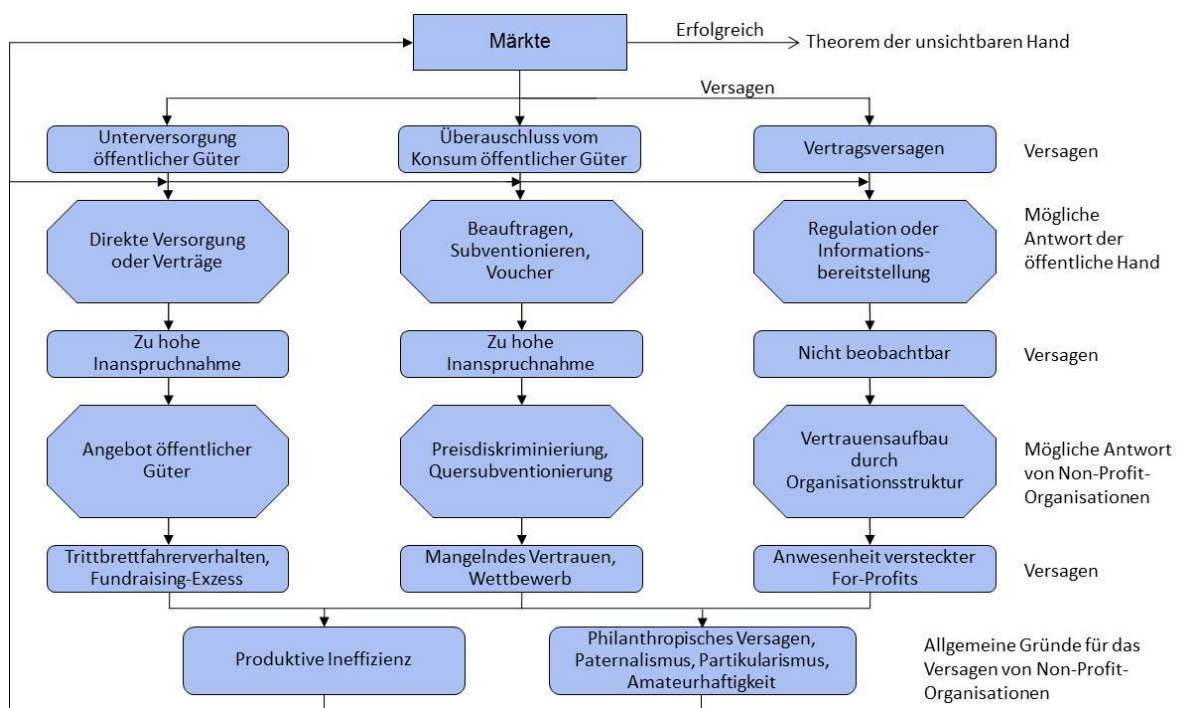 Märkte
Erfolgreich
Theorem der unsichtbaren Hand
Versagen
Unterversorgung
öffentlicher Güter
Überauschluss vom
Konsum öffentlicher Güter
Vertragsversagen
Versagen
Direkte Versorgung
oder Verträge
Beauftragen,
Subventionieren,
Voucher
Regulation oder
Informations-
bereitstellung
Mögliche
Antwort der
öffentliche Hand
Zu hohe
Inanspruchnahme
Zu hohe
Inanspruchnahme
Nicht beobachtbar
Versagen
Angebot öffentlicher
Güter
Preisdiskriminierung,
Quersubventionierung
Vertrauensaufbau
durch
Organisationsstruktur
Mögliche Antwort
von Non-Profit-
Organisationen
Trittbrettfahrerverhalten,
Fundraising-Exzess
Mangelndes Vertrauen,
Wettbewerb
Anwesenheit versteckter
For-Profits
Versagen
Produktive Ineffizienz
Philanthropisches Versagen,
Paternalismus, Partikularismus,
Amateurhaftigkeit
Allgemeine Gründe für das
Versagen von Non-Profit-
Organisationen